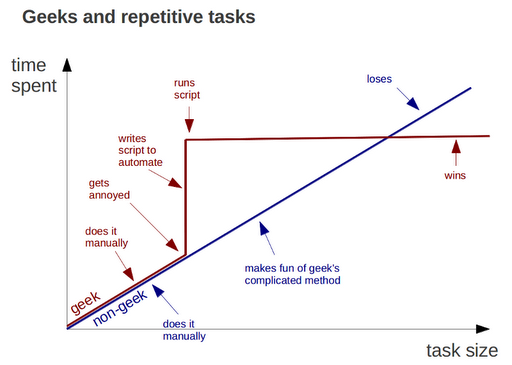 Geeks and repetitive tasks
time
spent
runs
script
loses
writes
script to
automate
gets
annoyed
wins
does it
manually
makes fun of geek's
complicated method
geek
non-geek
does it
manually
task size